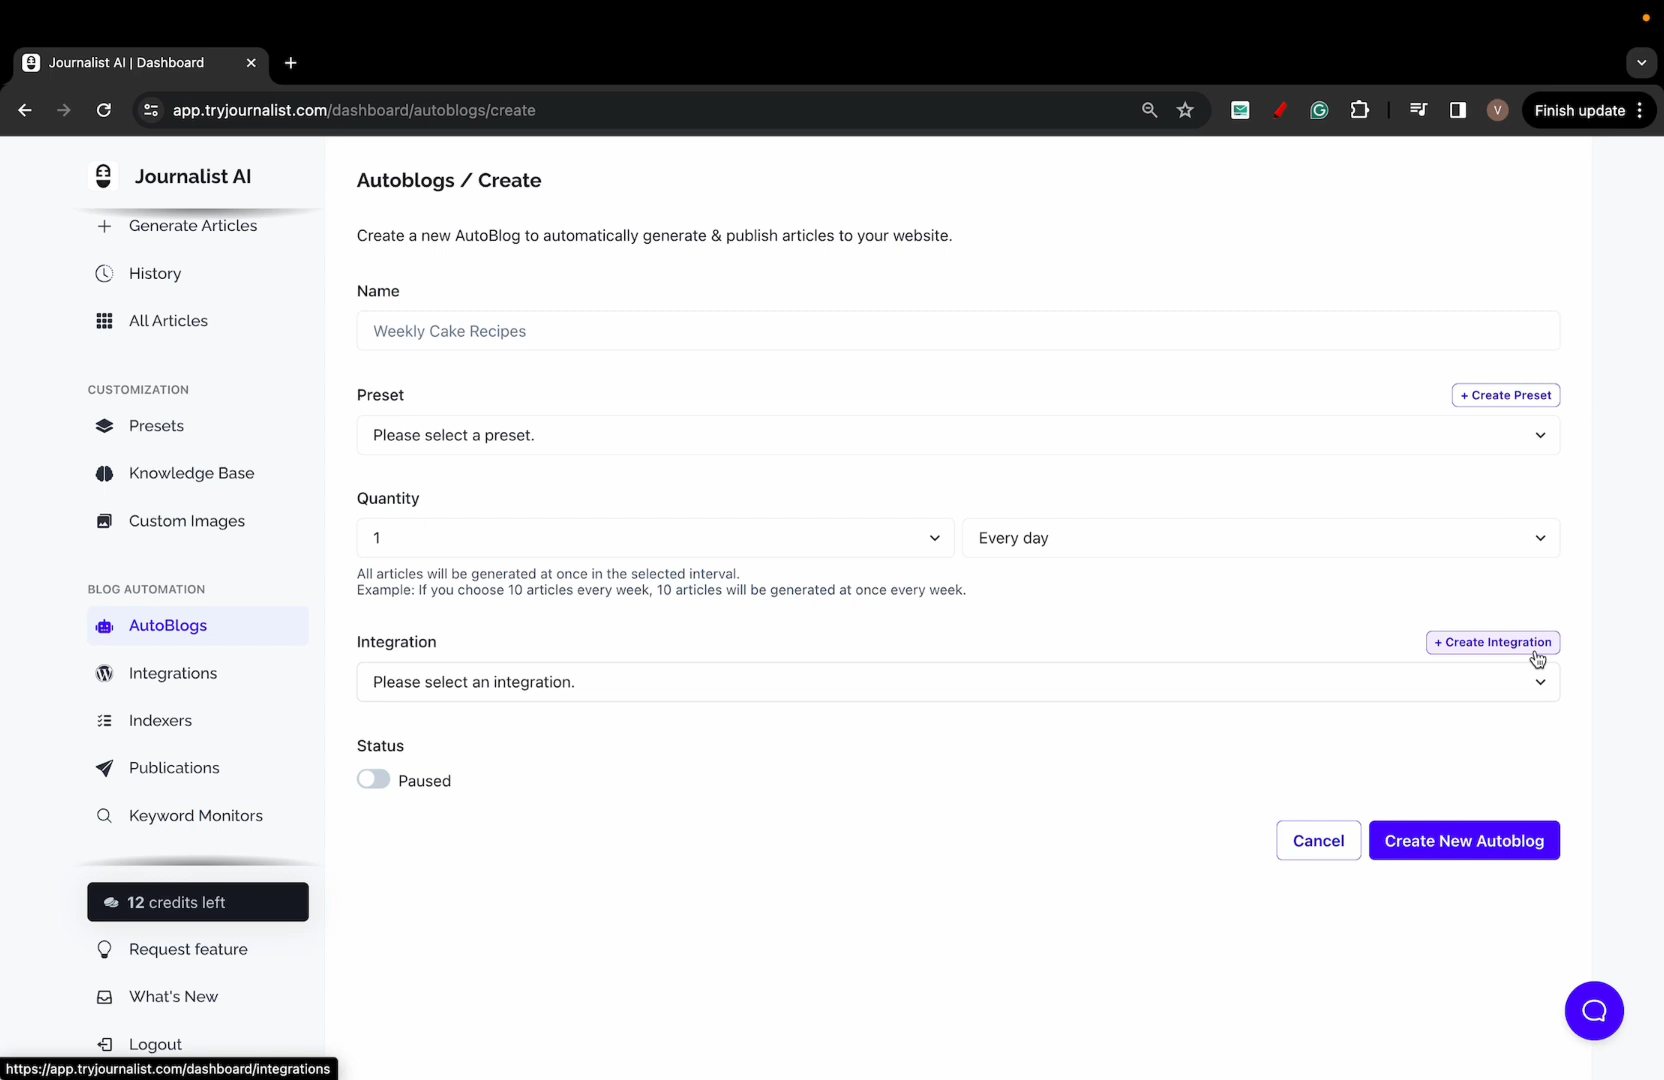 Journalist AI | Dashboard
app.tryjournalist.com/dashboard/autoblogs/create
V
Finish update
Journalist AI
Generate Articles
History
All Articles
CUSTOMIZATION
Presets
Knowledge Base
Custom Images
BLOG AUTOMATION
AutoBlogs
Integrations
Indexers
Publications
Keyword Monitors
12 credits left
Request feature
What's New
Logout
https://app.tryjournalist.com/dashboard/integrations
Autoblogs / Create
Create a new AutoBlog to automatically generate & publish articles to your website.
Name
Weekly Cake Recipes
Preset
+ Create Preset
Please select a preset.
Quantity
1
Every day
All articles will be generated at once in the selected interval.
Example: If you choose 10 articles every week, 10 articles will be generated at once every week.
Integration
+ Create Integration
Please select an integration.
Status
Paused
Cancel
Create New Autoblog